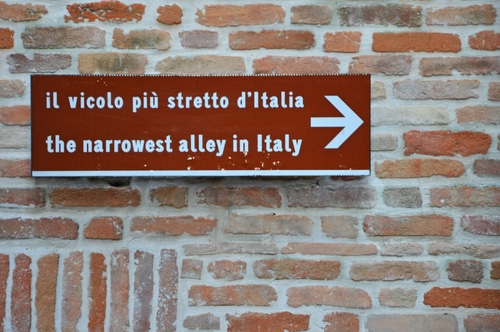 il vicolo più stretto d'Italia
the narrowest alley in Italy